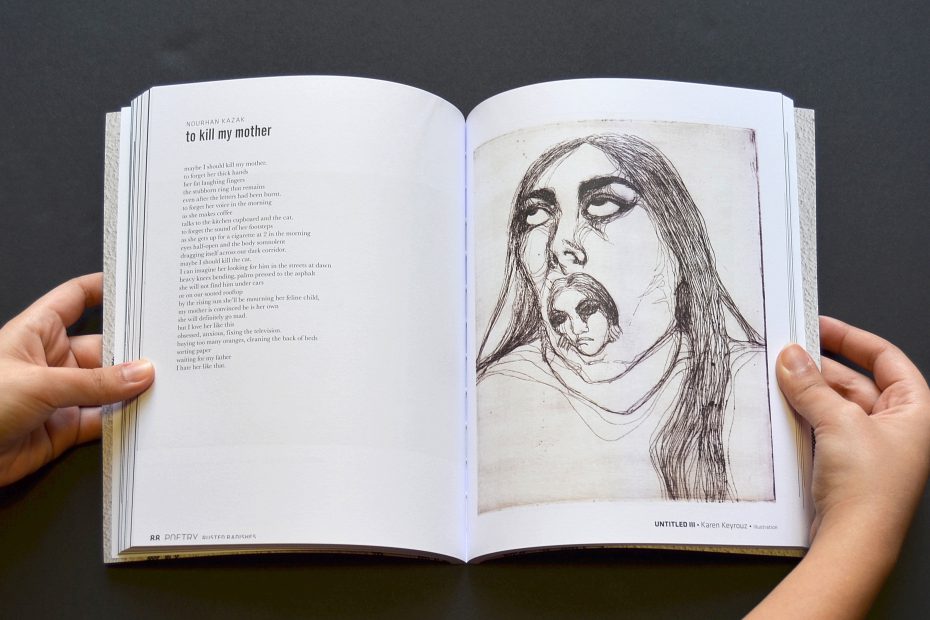 NOURHAN KAZAK
to kill my mother
maybe I should kill my mother,
to forget her thick hands
her fat laughing fingers
the stubborn ring that remains
even after the letters had been burnt,
to forget her voice in the morning
as she makes coffee
talks to the kitchen cupboard and the cat,
to forget the sound of her footsteps
as she gets up for a cigarette at 2 in the morning
eyes half-open and the body somnolent
dragging itself across our dark corridor.
maybe I should kill the cat.
I can imagine her looking for him in the streets at dawn
heavy knees bending, palms pressed to the asphalt
she will not find him under cars
or on our sooted rooftop
by the rising sun she'll be mourning her feline child,
my mother is convinced he is her own
she will definitely go mad.
but I love her like this
obsessed, anxious, fixing the television,
buying too many oranges, cleaning the back of beds
sorting paper
waiting for my father
I hate her like that.
88 POETRY RUSTED RADISHES
UNTITLED III • Karen Keyrouz • Illustration